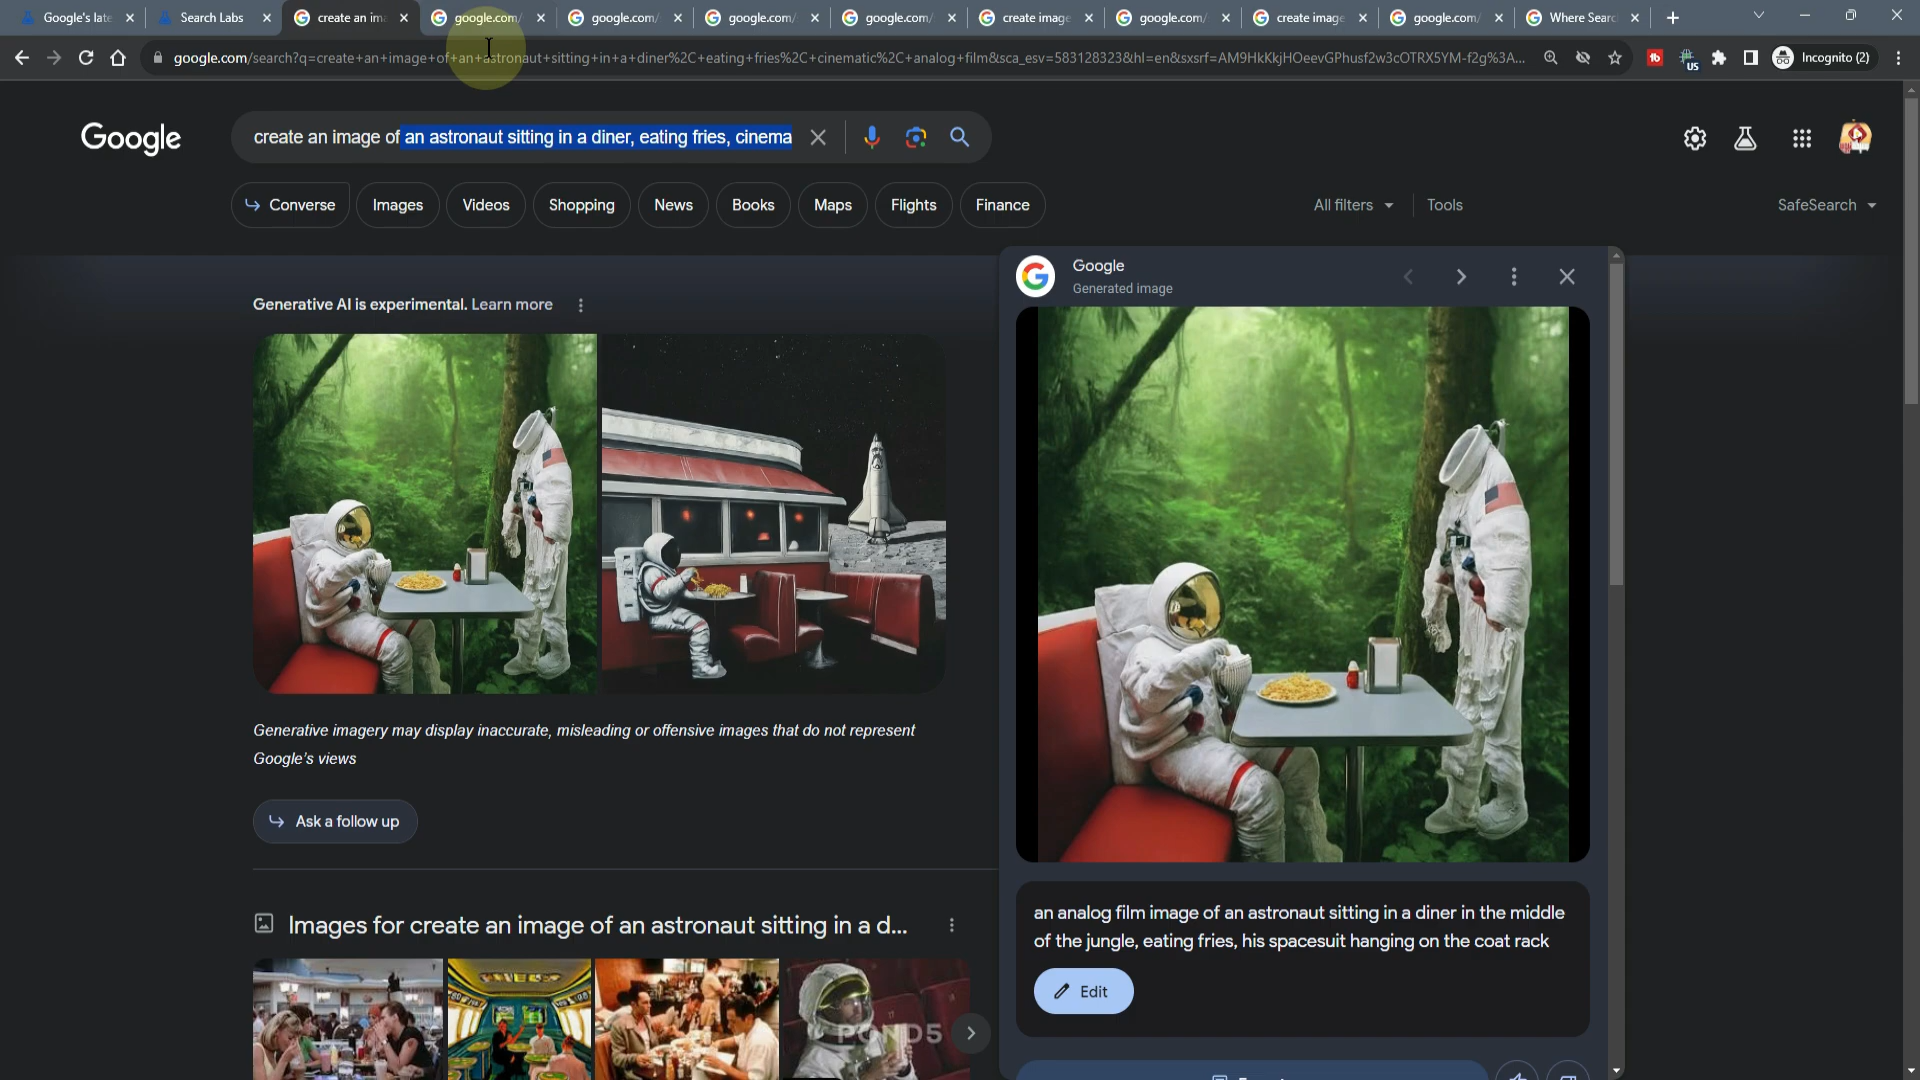 Google's late
Search Labs
create an ima
google.com/
google.com/
google.com/
google.com/
create image
google.com/
create image
google.com/
Where Searc
google.com/search?q=create+an+image+of+an+astronaut+sitting+in+a+diner%2C+eating+fries%2C+cinematic%2C+analog+film&sca_esv=583128323&hl=en&sxsrf=AM9HkKkjHOeevGPhusf2w3cOTRX5YM-f2g%3A...
US
Incognito (2)
Google
create an image of an astronaut sitting in a diner, eating fries, cinema
Converse
Images
Videos
Shopping
News
Books
Maps
Flights
Finance
All filters
Tools
SafeSearch
Google
Generated image
Generative AI is experimental. Learn more
Generative imagery may display inaccurate, misleading or offensive images that do not represent
Google's views
Ask a follow up
an analog film image of an astronaut sitting in a diner in the middle
of the jungle, eating fries, his spacesuit hanging on the coat rack
Edit
Images for create an image of an astronaut sitting in a d...
POND5